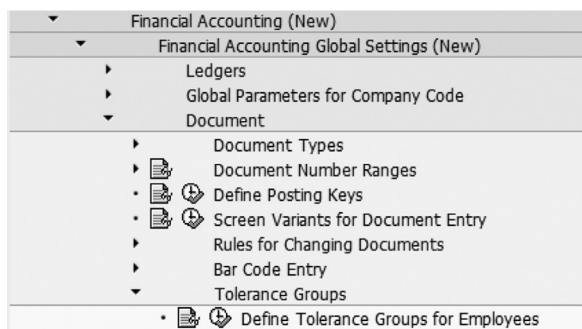 Financial Accounting (New)
Financial Accounting Global Settings (New)
Ledgers
Global Parameters for Company Code
Document
Document Types
Document Number Ranges
Define Posting Keys
Screen Variants for Document Entry
Rules for Changing Documents
Bar Code Entry
Tolerance Groups
Define Tolerance Groups for Employees